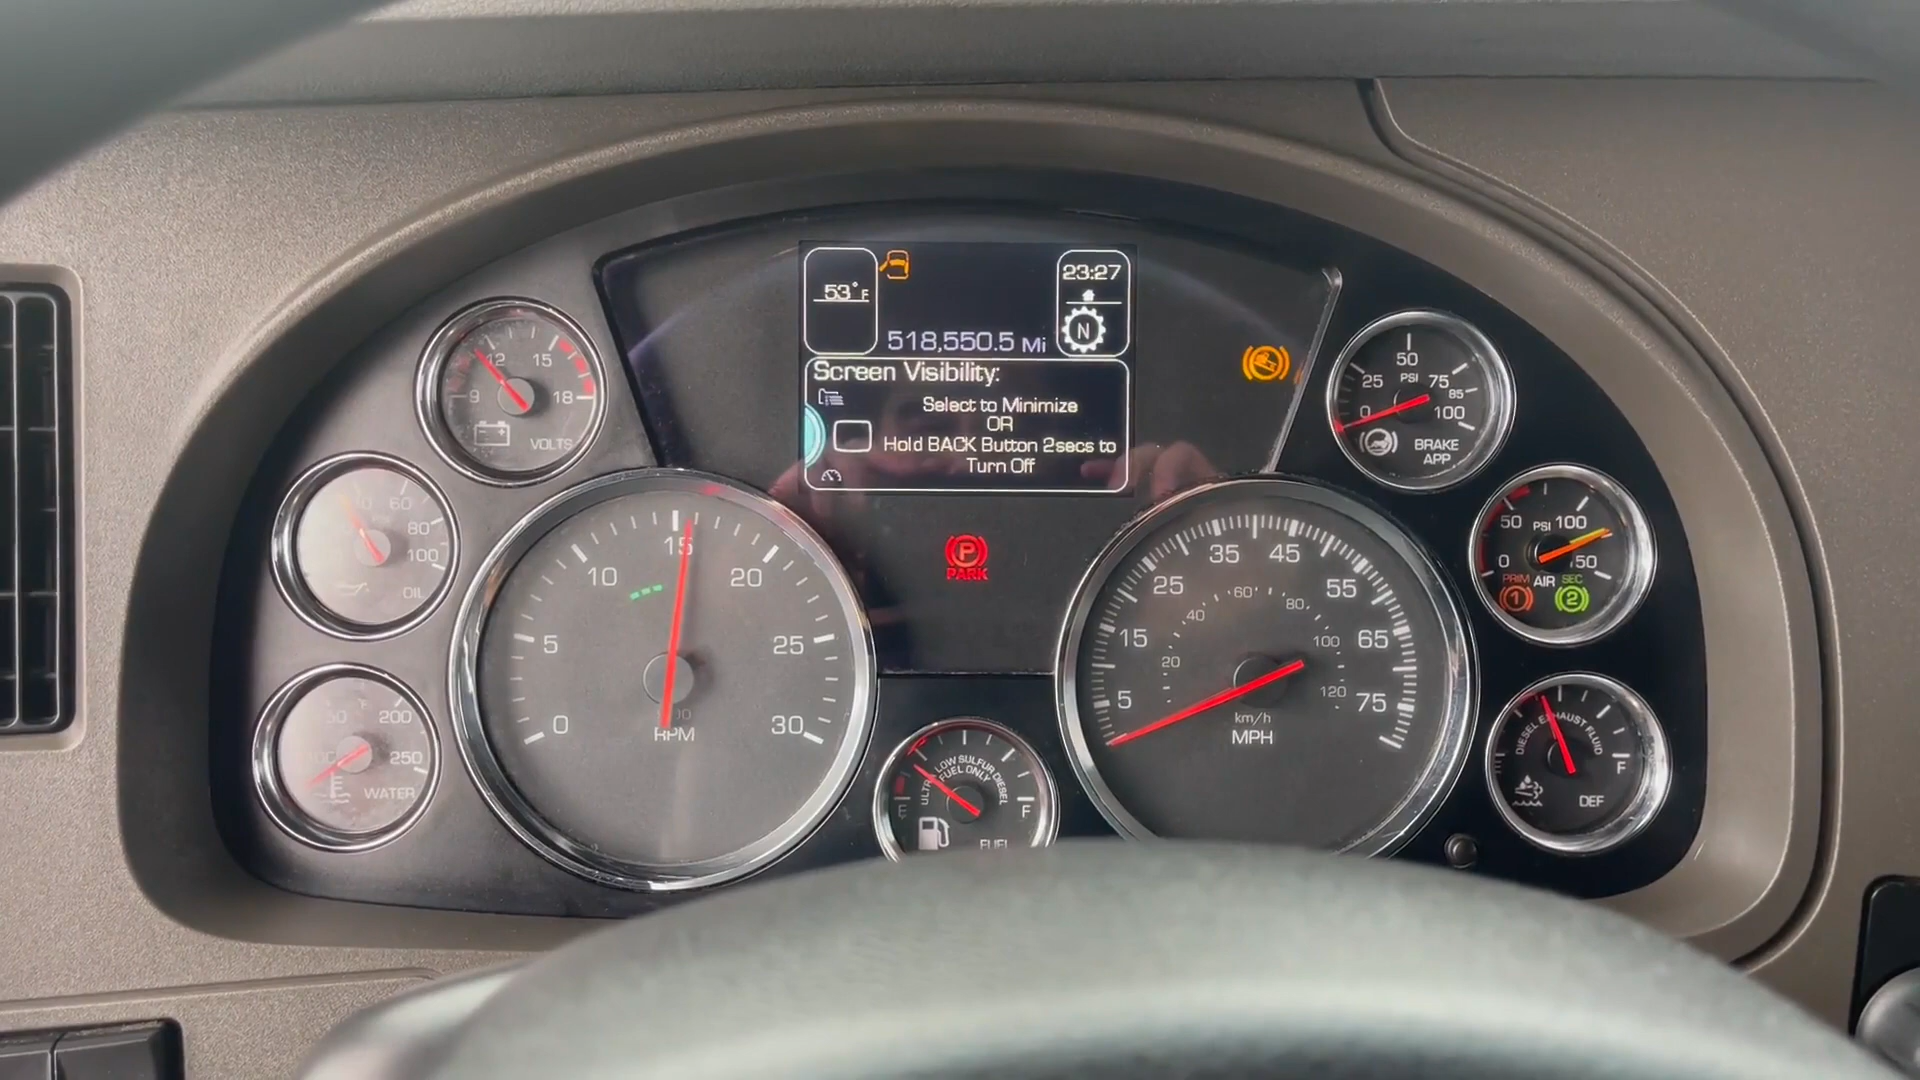 53°F
518,550.5 Mi
23:27
N
Screen Visibility:
Select to Minimize
OR
Hold BACK Button 2secs to
Turn Off
9 12 15 18
VOLTS
60
80
100
OIL
200
250
WATER
0 5 10 15 20 25 30
RPM
P
PARK
5 15 25 35 45 55 65 75
20 40 60 80 100 120
km/h
MPH
ULTRA LOW SULFUR DIESEL
FUEL ONLY
E F
FUEL
0 25 50 75 85 100
PSI
BRAKE
APP
0 50 PSI 100 150
PRIM AIR SEC
1 2
DIESEL EXHAUST FLUID
F
DEF